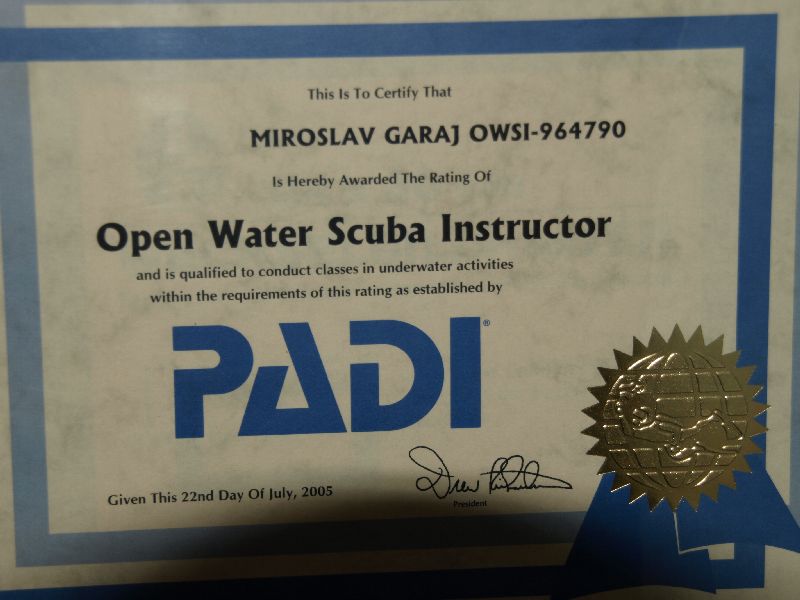 This Is To Certify That
MIROSLAV GARAJ OWSI-964790
Is Hereby Awarded The Rating Of
Open Water Scuba Instructor
and is qualified to conduct classes in underwater activities
within the requirements of this rating as established by
PADI®
Given This 22nd Day Of July, 2005
President